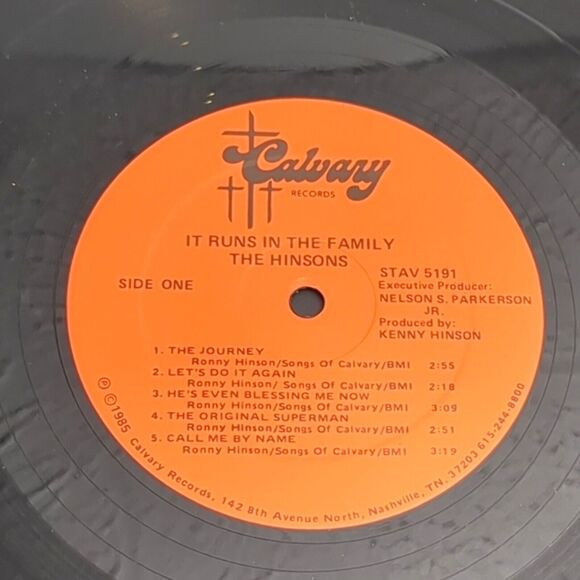 Calvary
RECORDS
IT RUNS IN THE FAMILY
THE HINSONS
SIDE ONE
STAV 5191
Executive Producer:
NELSON S. PARKERSON
JR.
Produced by:
KENNY HINSON
1. THE JOURNEY
Ronny Hinson/Songs Of Calvary/BMI 2:55
2. LET'S DO IT AGAIN
Ronny Hinson/ Songs Of Calvary/BMI 2:18
3. HE'S EVEN BLESSING ME NOW
Ronny Hinson/Songs Of Calvary/BMI 3:09
4. THE ORIGINAL SUPERMAN
Ronny Hinson/Songs Of Calvary/BMI 2:51
5. CALL ME BY NAME
Ronny Hinson/Songs Of Calvary/BMI 3:19
℗ ©1985 Calvary Records, 142 8th Avenue North, Nashville, TN. 37203 615-244-8800